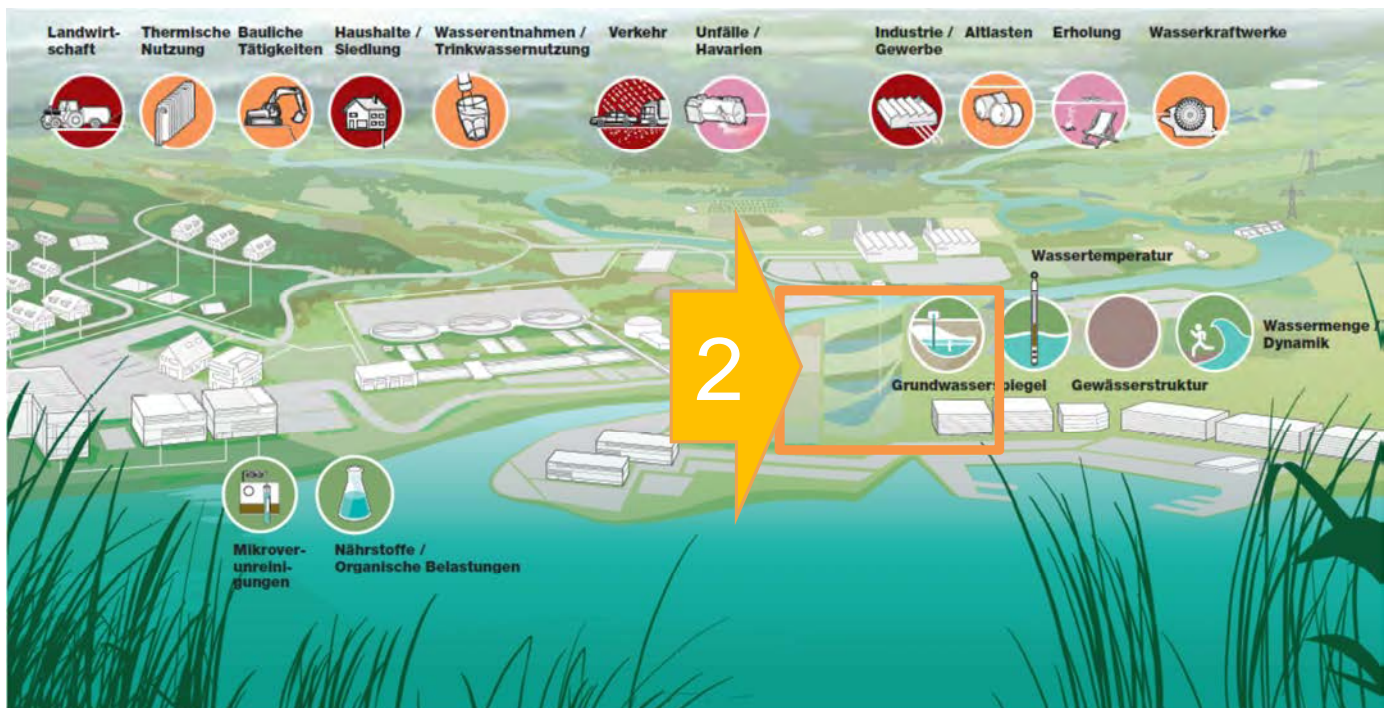 Landwirt-
schaft
Thermische
Nutzung
Bauliche
Tätigkeiten
Haushalte /
Siedlung
Wasserentnahmen /
Trinkwassernutzung
Verkehr
Unfälle /
Havarien
Industrie /
Gewerbe
Altlasten
Erholung
Wasserkraftwerke
Wassertemperatur
2
Wassermenge /
Dynamik
Grundwasserspiegel
Gewässerstruktur
Mikrover-
unreini-
gungen
Nährstoffe /
Organische Belastungen